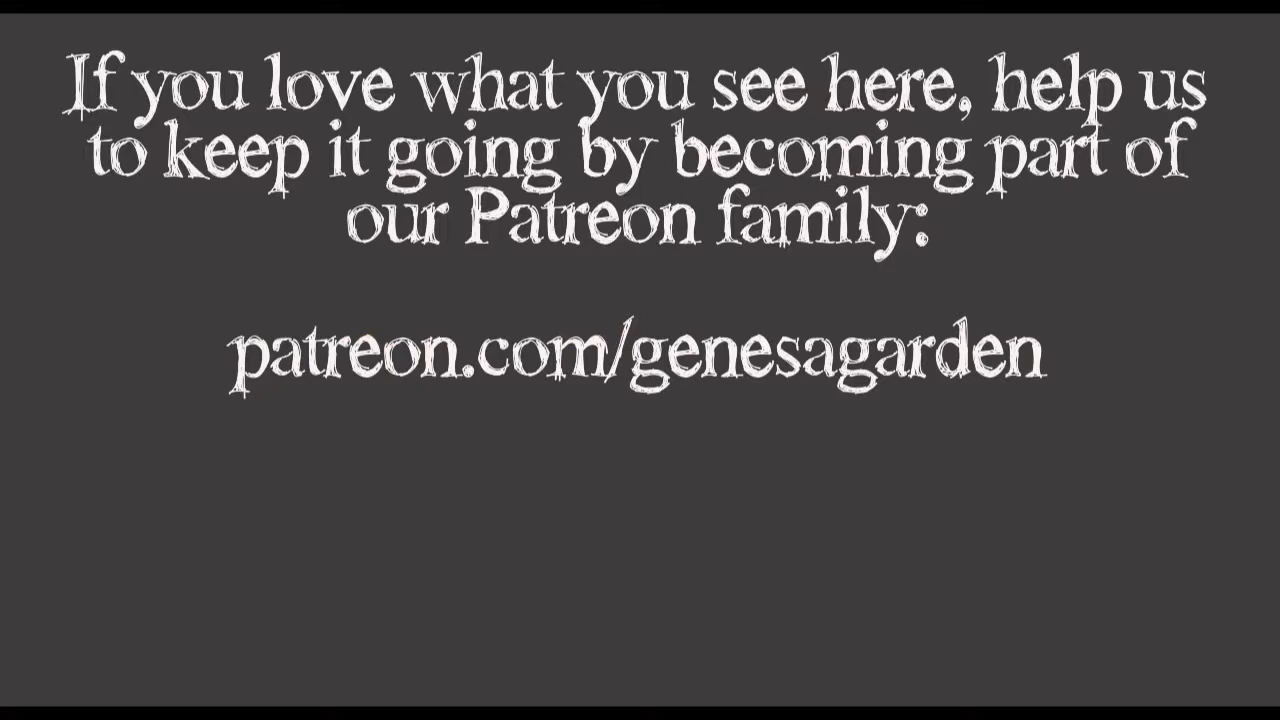 If you love what you see here, help us
to keep it going by becoming part of
our Patreon family:
patreon.com/genesagarden